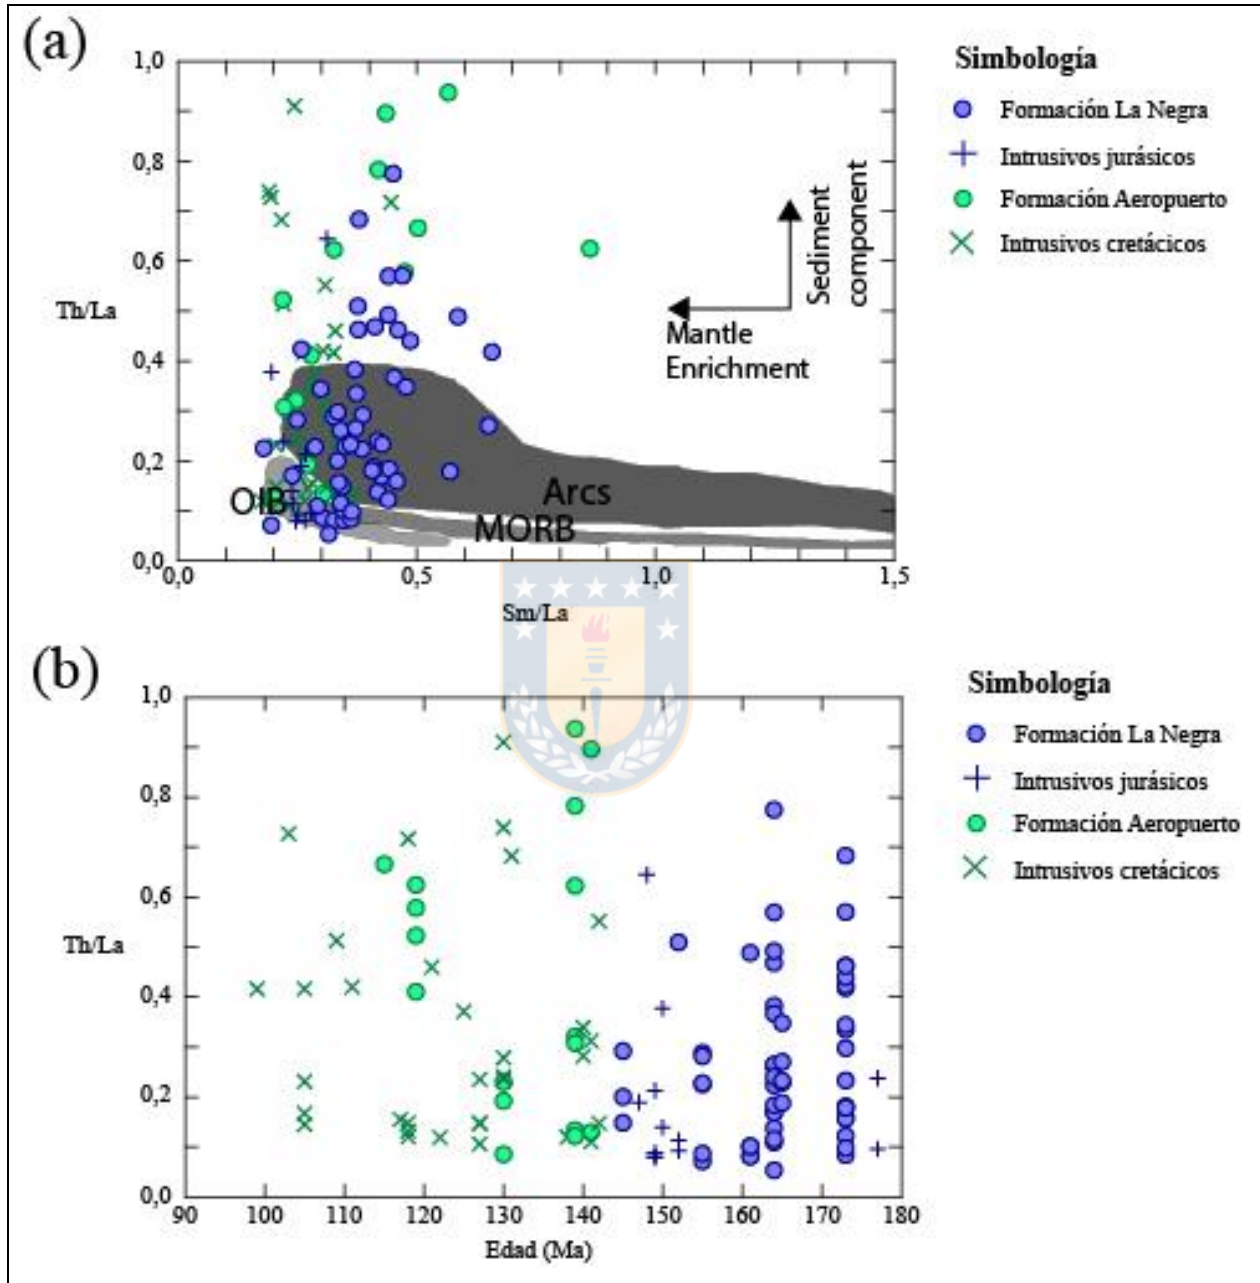 (a)
1,0
0,8
0,6
0,4
0,2
0,0
Th/La
0,0
0,5
1,0
1,5
Sm/La
OIB
Arcs
MORB
Sediment
component
Mantle
Enrichment
Simbología
Formación La Negra
Intrusivos jurásicos
Formación Aeropuerto
Intrusivos cretácicos
(b)
1,0
0,8
0,6
0,4
0,2
0,0
Th/La
90
100
110
120
130
140
150
160
170
180
Edad (Ma)
Simbología
Formación La Negra
Intrusivos jurásicos
Formación Aeropuerto
Intrusivos cretácicos